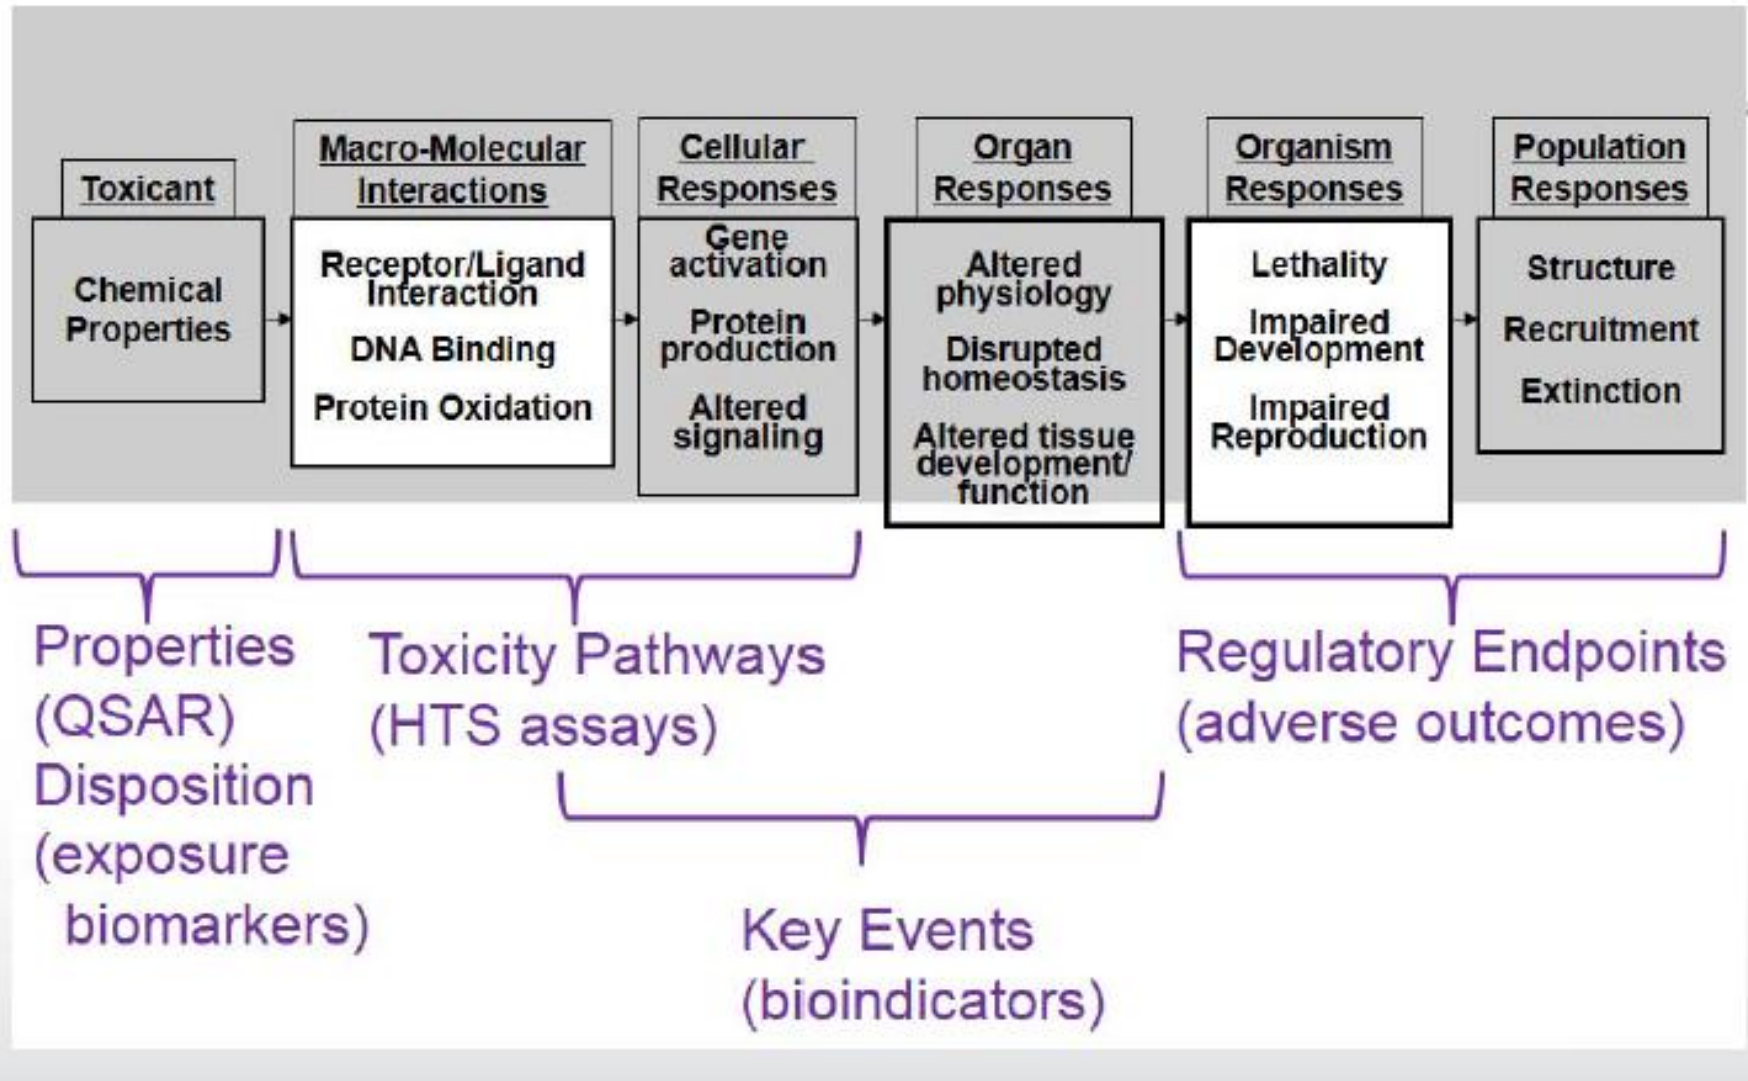 Toxicant
Chemical
Properties
Macro-Molecular
Interactions
Receptor/Ligand
Interaction
DNA Binding
Protein Oxidation
Cellular
Responses
Gene
activation
Protein
production
Altered
signaling
Organ
Responses
Altered
physiology
Disrupted
homeostasis
Altered tissue
development/
function
Organism
Responses
Lethality
Impaired
Development
Impaired
Reproduction
Population
Responses
Structure
Recruitment
Extinction
Properties
(QSAR)
Disposition
(exposure
biomarkers)
Toxicity Pathways
(HTS assays)
Regulatory Endpoints
(adverse outcomes)
Key Events
(bioindicators)